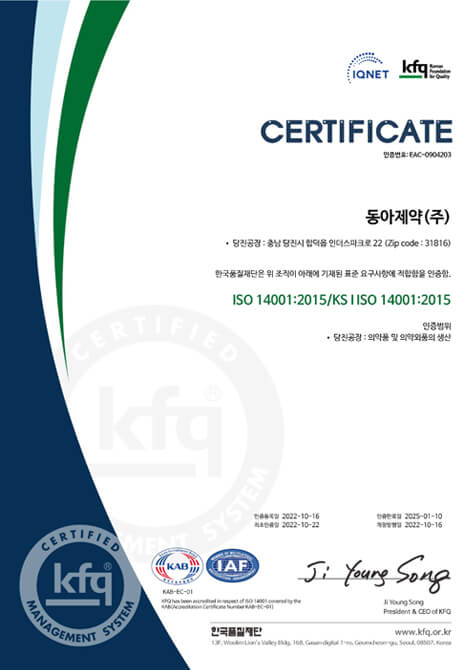 IQNET
kfq Korean Foundation for Quality
CERTIFICATE
인증번호: EAC-0904203
동아제약(주)
• 당진공장 : 충남 당진시 합덕읍 인더스파크로 22 (Zip code : 31816)
한국품질재단은 위 조직이 아래에 기재된 표준 요구사항에 적합함을 인증함.
ISO 14001:2015/KS I ISO 14001:2015
인증범위
• 당진공장 : 의약품 및 의약외품의 생산
CERTIFIED
kfq ®
MANAGEMENT SYSTEM
인증등록일 2022-10-16 인증만료일 2025-01-10
최초인증일 2022-10-22 개정발행일 2022-10-16
CERTIFIED
kfq ®
MANAGEMENT SYSTEM
KAB
IAF
Ji Young Song
KAB-EC-01
KFQ has been accredited in respect of ISO 14001 covered by the
KAB(Accreditation Certificate Number KAB-EC-01)
Ji Young Song
President & CEO of KFQ
한국품질재단
www.kfq.or.kr
13F, Woolim Lion's Valley Bldg, 168, Gasan digital 1-ro, Geumcheon-gu, Seoul, 08507, Korea